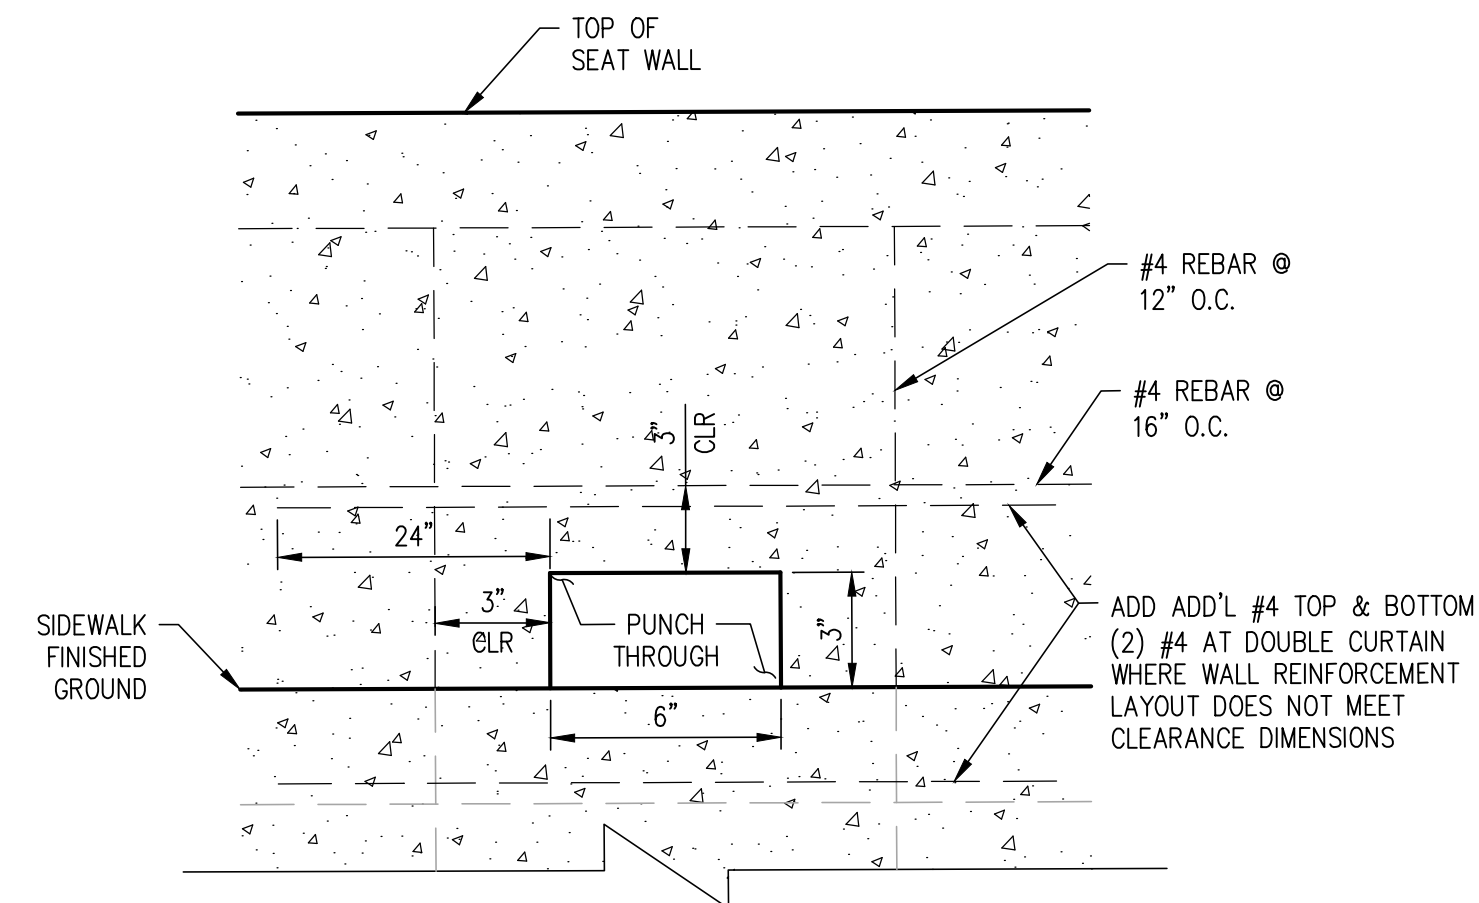 TOP OF
SEAT WALL
#4 REBAR @
12" O.C.
#4 REBAR @
16" O.C.
3"
CLR
24"
3"
CLR
PUNCH
THROUGH
3"
6"
SIDEWALK
FINISHED
GROUND
ADD ADD'L #4 TOP & BOTTOM
(2) #4 AT DOUBLE CURTAIN
WHERE WALL REINFORCEMENT
LAYOUT DOES NOT MEET
CLEARANCE DIMENSIONS